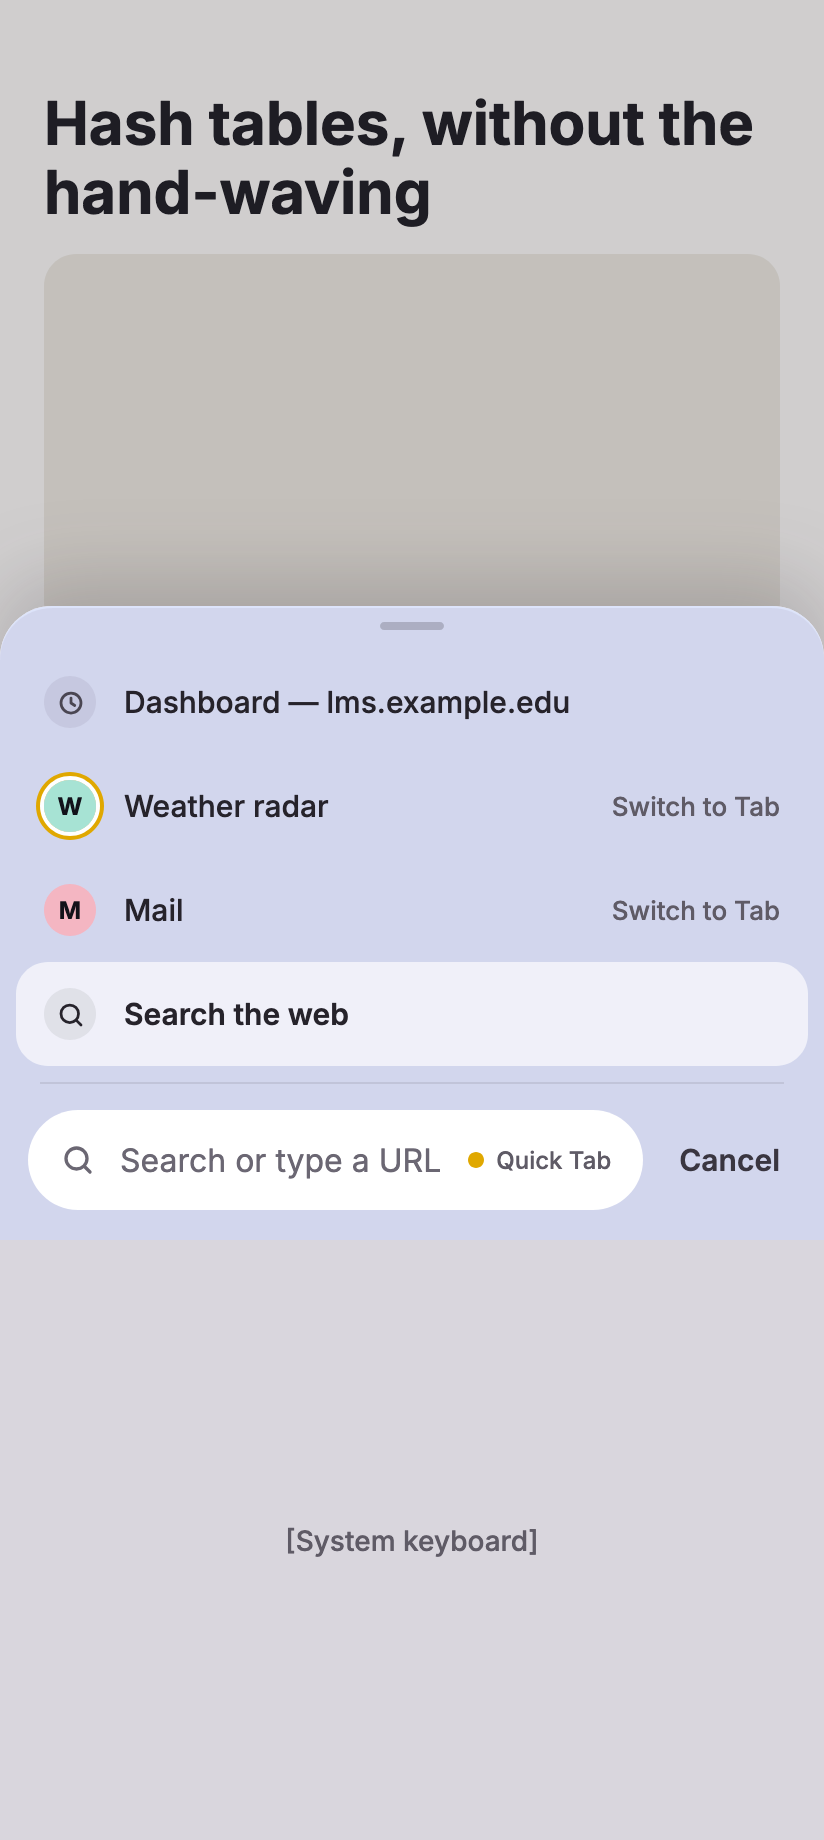 Hash tables, without the
hand-waving
Dashboard — lms.example.edu
W Weather radar Switch to Tab
M Mail Switch to Tab
Search the web
Search or type a URL Quick Tab Cancel
[System keyboard]